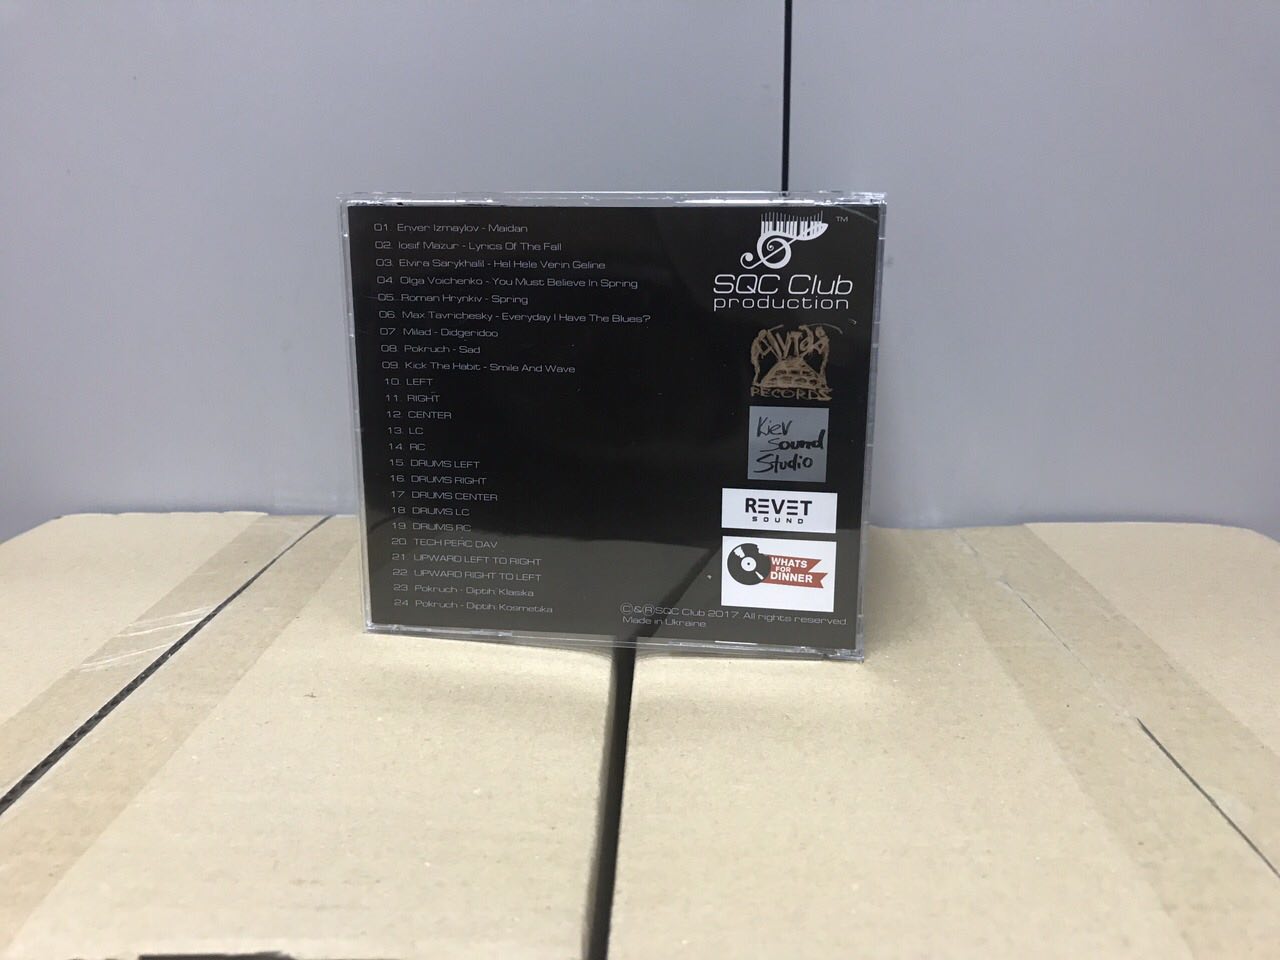 01. Enver Izmaylov - Maidan
02. Iosif Mazur - Lyrics Of The Fall
03. Elvira Sarykhalil - Hel Hele Verin Geline
04. Olga Voichenko - You Must Believe In Spring
05. Roman Hrynkiv - Spring
06. Max Tavrichesky - Everyday I Have The Blues?
07. Milad - Didgeridoo
08. Pokruch - Sad
09. Kick The Habit - Smile And Wave
10. LEFT
11. RIGHT
12. CENTER
13. LC
14. RC
15. DRUMS LEFT
16. DRUMS RIGHT
17. DRUMS CENTER
18. DRUMS LC
19. DRUMS RC
20. TECH PERC DAV
21. UPWARD LEFT TO RIGHT
22. UPWARD RIGHT TO LEFT
23. Pokruch - Diptih Klasika
24. Pokruch - Diptih Kosmetika
TM
SQC Club
production
RECORDS
Kiev
Sound
Studio
REVET
SOUND
WHATS
FOR
DINNER
©&®SQC Club 2017. All rights reserved.
Made in Ukraine